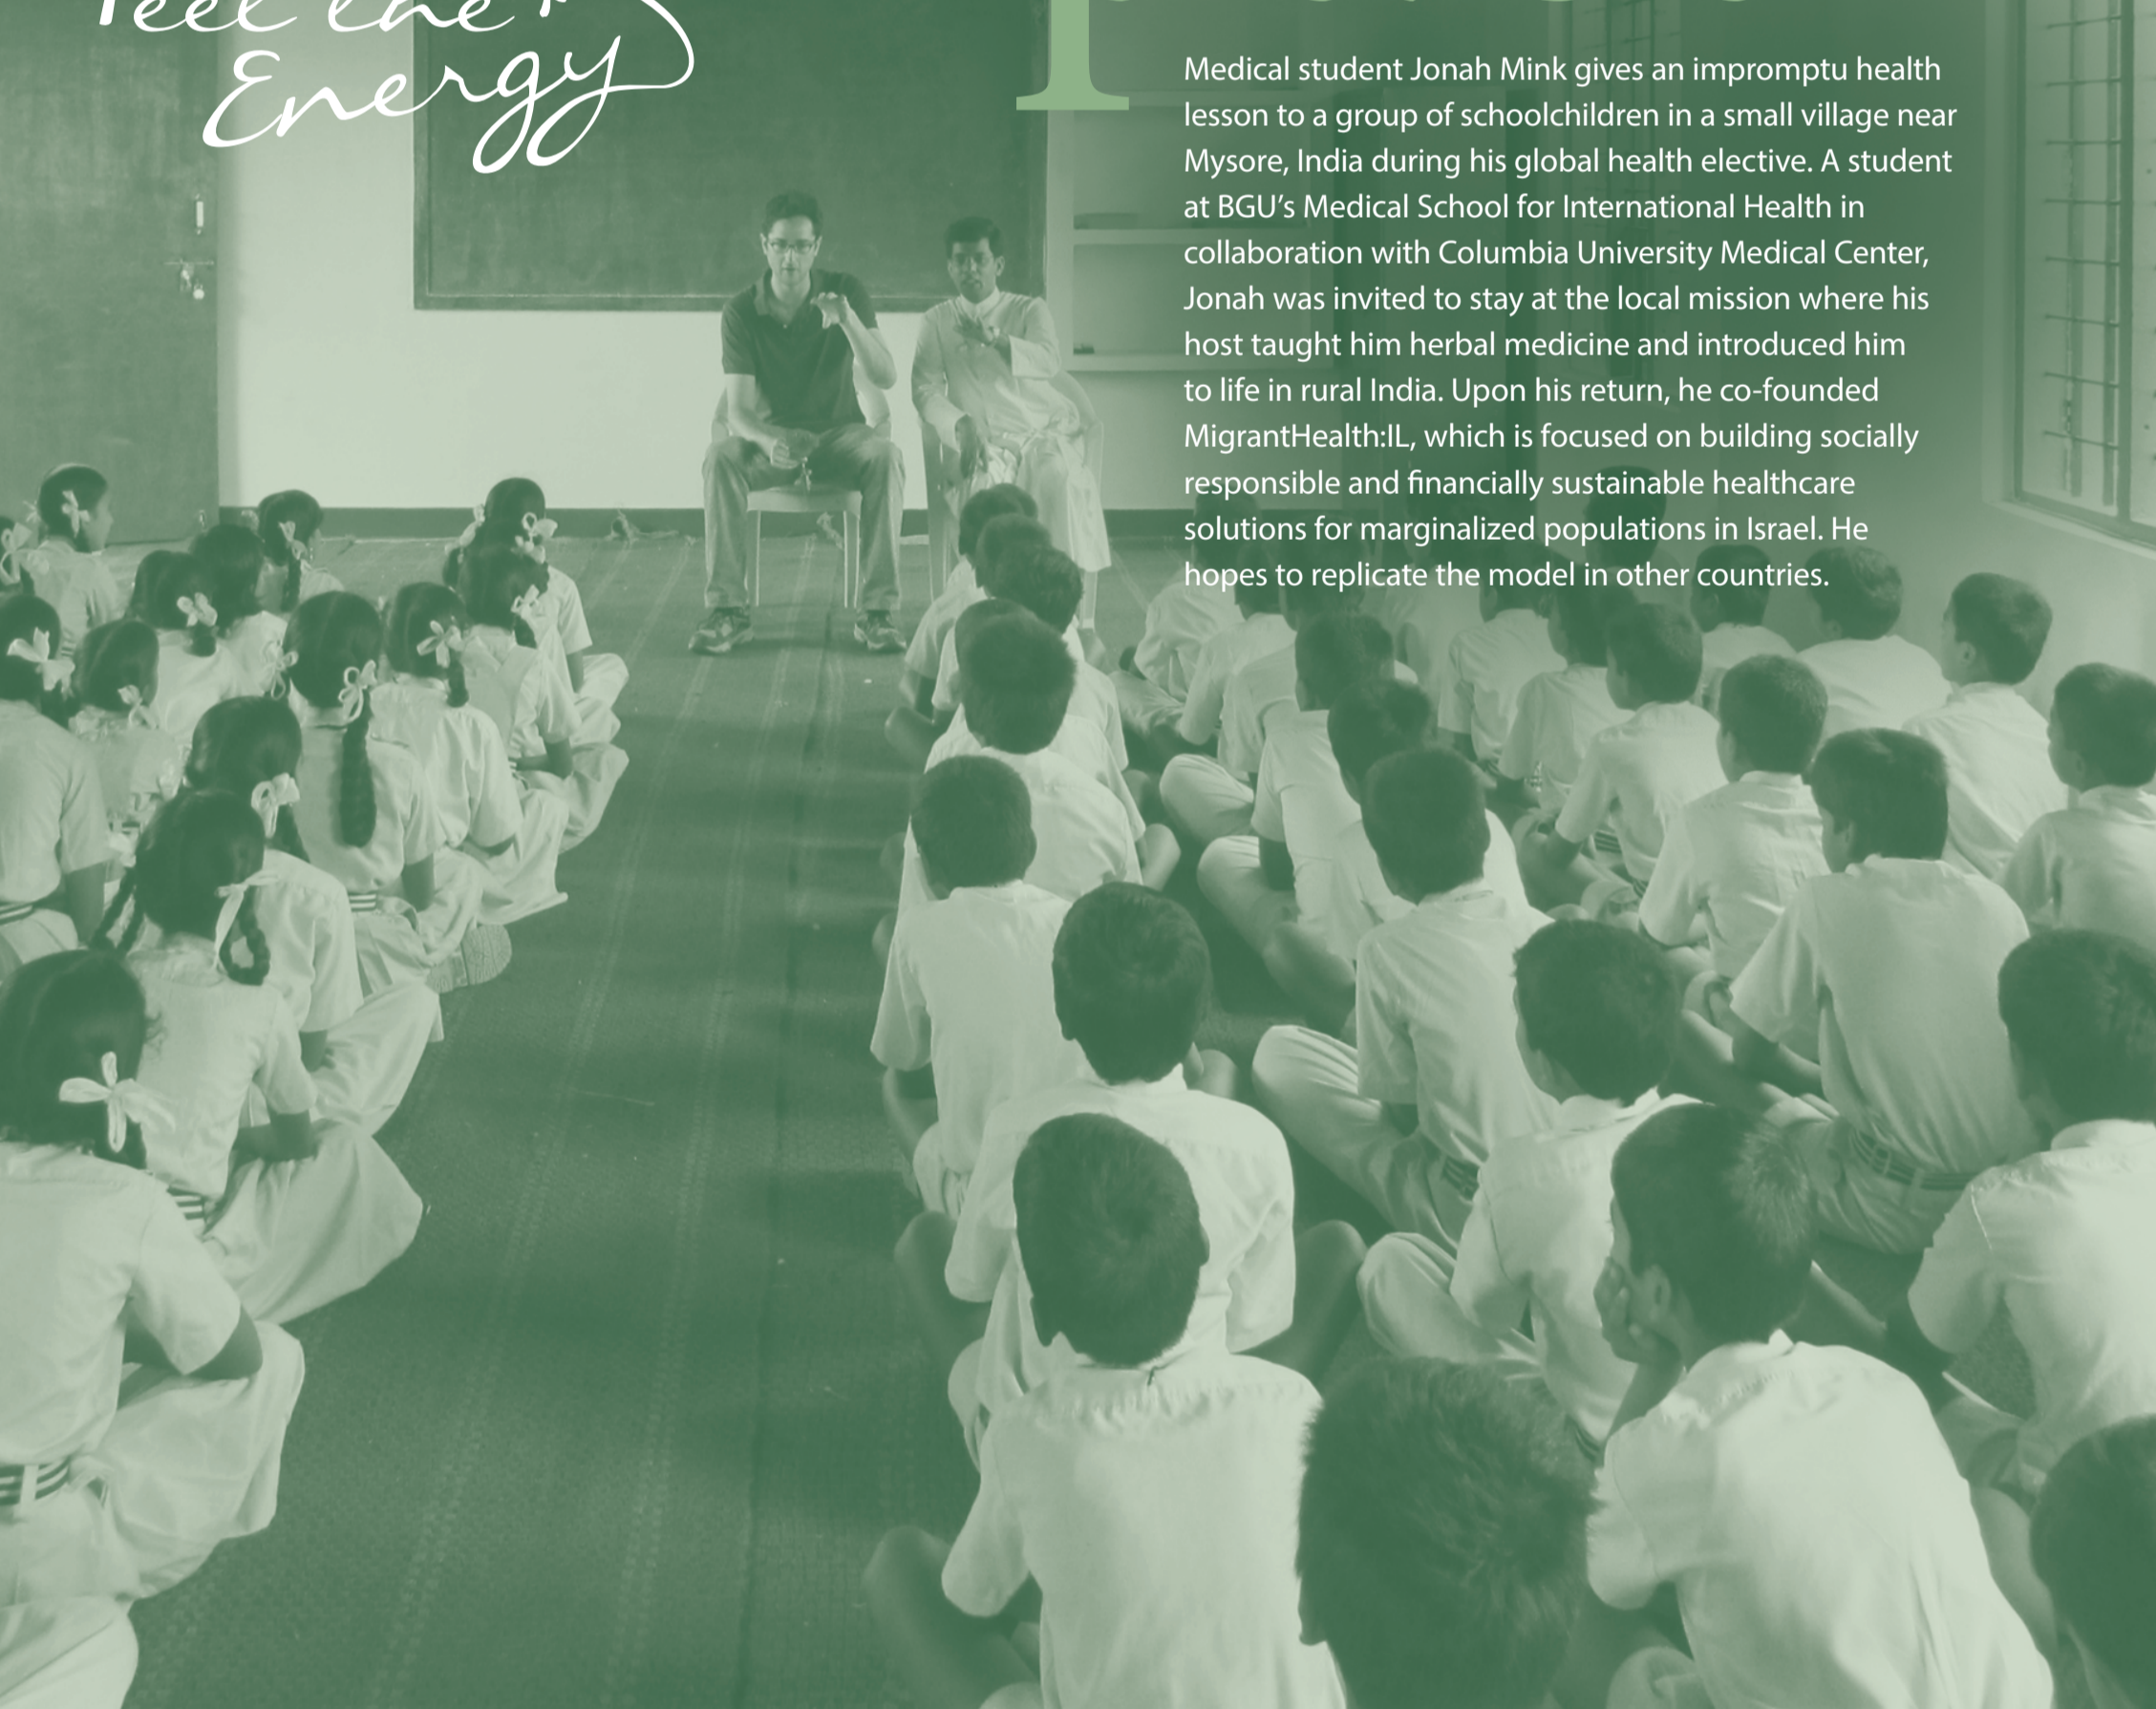 feel the
Energy
Medical student Jonah Mink gives an impromptu health
lesson to a group of schoolchildren in a small village near
Mysore, India during his global health elective. A student
at BGU’s Medical School for International Health in
collaboration with Columbia University Medical Center,
Jonah was invited to stay at the local mission where his
host taught him herbal medicine and introduced him
to life in rural India. Upon his return, he co-founded
MigrantHealth:IL, which is focused on building socially
responsible and financially sustainable healthcare
solutions for marginalized populations in Israel. He
hopes to replicate the model in other countries.